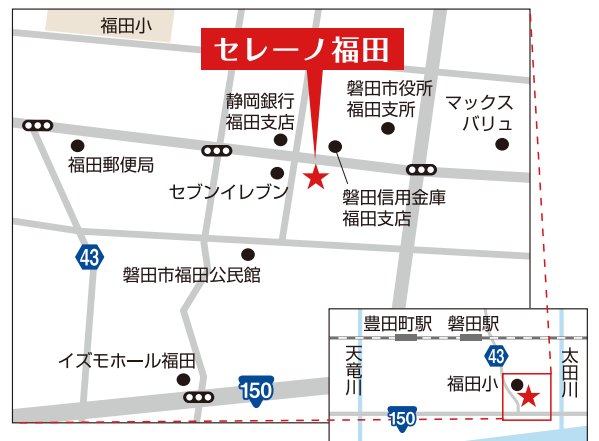 福田小
セレーノ福田
静岡銀行
福田支店
磐田市役所
福田支所
マックス
バリュ
福田郵便局
セブンイレブン
磐田信用金庫
福田支店
43
磐田市福田公民館
イズモホール福田
150
豊田町駅
磐田駅
天竜川
43
太田川
福田小
150